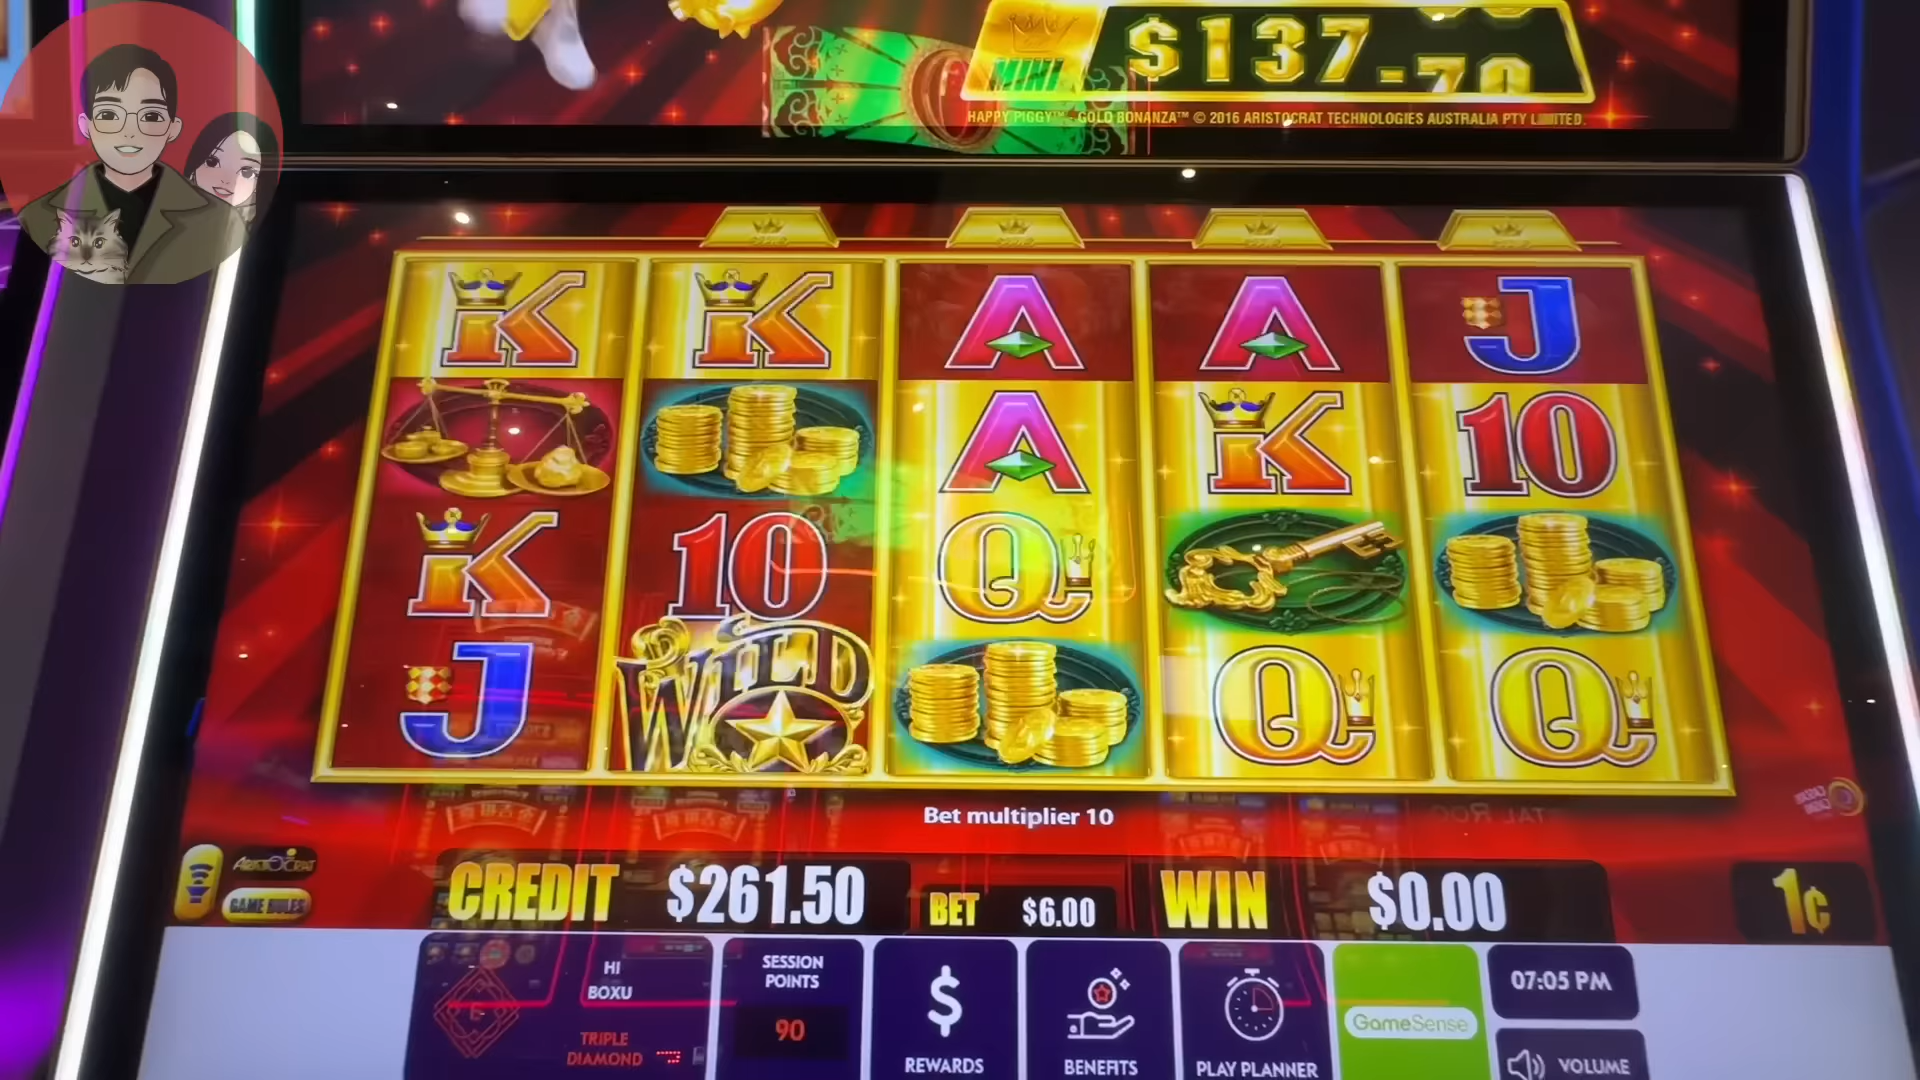 MINI
$137.70
HAPPY PIGGY™ GOLD BONANZA™ © 2016 ARISTOCRAT TECHNOLOGIES AUSTRALIA PTY LIMITED.
K K A A J
A K 10
K 10 Q
J WILD Q Q
Bet multiplier 10
ARISTOCRAT
GAME RULES
CREDIT $261.50 BET $6.00 WIN $0.00 1¢
HI
BOXU
TRIPLE
DIAMOND
SESSION
POINTS
90
REWARDS
BENEFITS
PLAY PLANNER
GameSense
07:05 PM
VOLUME